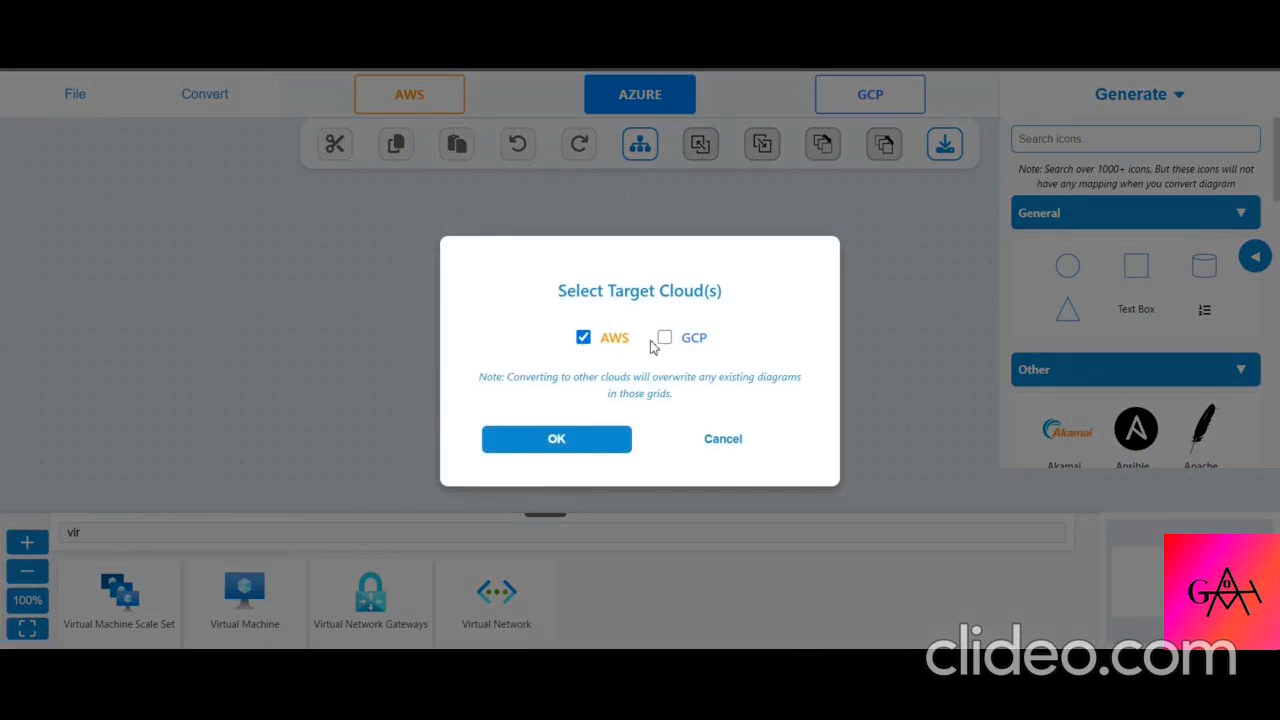 File
Convert
AWS
AZURE
GCP
Generate
Search icons...
Note: Search over 1000+ icons, But these icons will not
have any mapping when you convert diagram
General
Text Box
Other
Akamai
Akamai
Ansible
Apache
Select Target Cloud(s)
AWS
GCP
Note: Converting to other clouds will overwrite any existing diagrams
in those grids.
OK
Cancel
vir
100%
Virtual Machine Scale Set
Virtual Machine
Virtual Network Gateways
Virtual Network
clideo.com